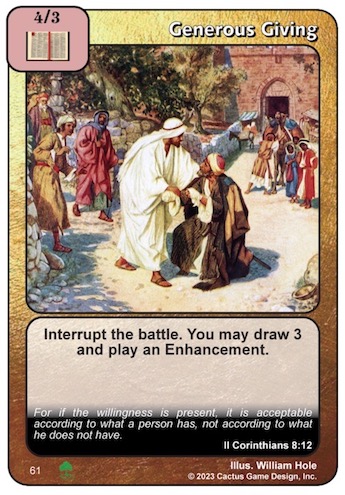 4/3
Generous Giving
Interrupt the battle. You may draw 3
and play an Enhancement.
For if the willingness is present, it is acceptable
according to what a person has, not according to what
he does not have.
II Corinthians 8:12
Illus. William Hole
61
© 2023 Cactus Game Design, Inc.